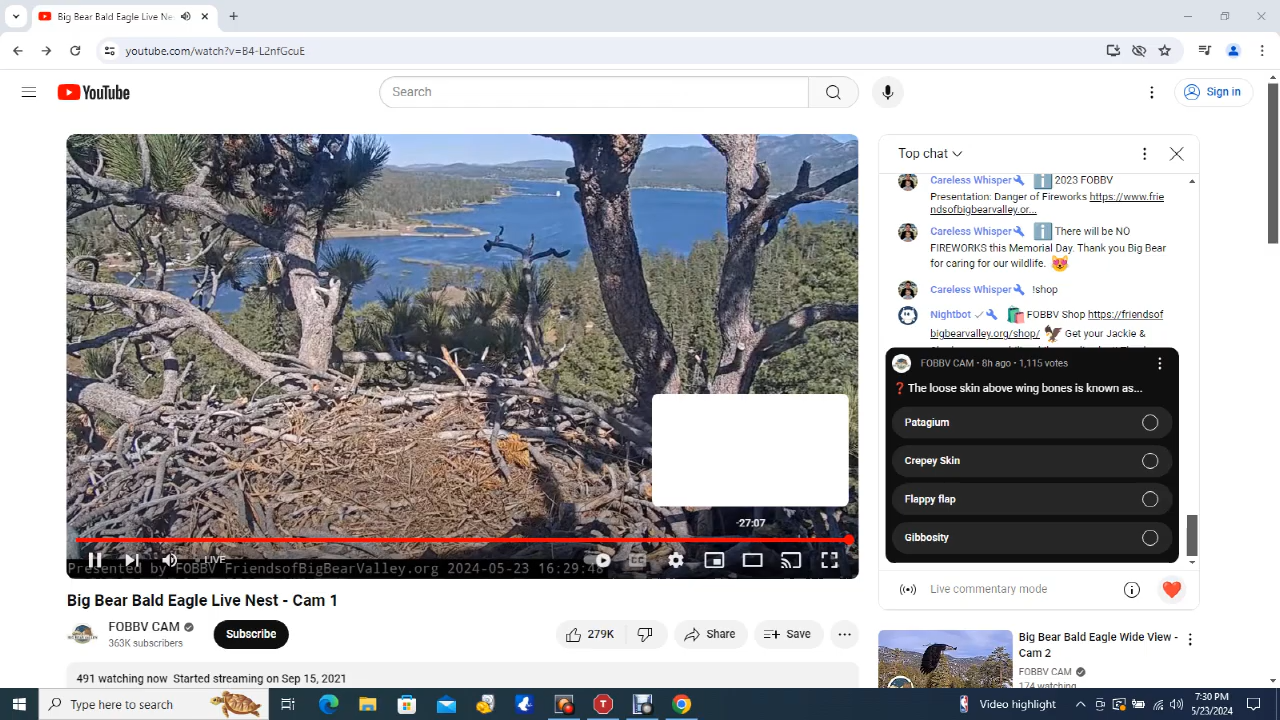 Big Bear Bald Eagle Live Ne
youtube.com/watch?v=B4-L2nfGcuE
YouTube
Search
Sign in
Top chat
Careless Whisper 2023 FOBBV
Presentation: Danger of Fireworks https://www.frie
ndsofbigbearvalley.or...
Careless Whisper There will be NO
FIREWORKS this Memorial Day. Thank you Big Bear
for caring for our wildlife.
Careless Whisper !shop
Nightbot FOBBV Shop https://friendsof
bigbearvalley.org/shop/ Get your Jackie &
FOBBV CAM • 8h ago • 1,115 votes
The loose skin above wing bones is known as...
Patagium
Crepey Skin
Flappy flap
Gibbosity
Live commentary mode
-27:07
LIVE
CC
Presented by FOBBV FriendsofBigBearValley.org 2024-05-23 16:29:48
Big Bear Bald Eagle Live Nest - Cam 1
FOBBV CAM
363K subscribers
Subscribe
279K
Share
Save
491 watching now Started streaming on Sep 15, 2021
Big Bear Bald Eagle Wide View -
Cam 2
FOBBV CAM
174 watching
Type here to search
Video highlight
7:30 PM
5/23/2024